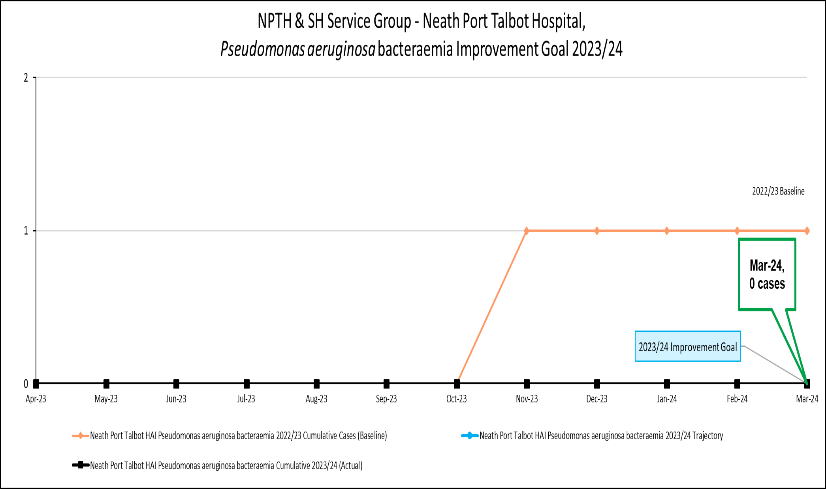 NPTH & SH Service Group - Neath Port Talbot Hospital,
Pseudomonas aeruginosa bacteraemia Improvement Goal 2023/24
2
2022/23 Baseline
1
Mar-24,
0 cases
2023/24 Improvement Goal
0
Apr-23 May-23 Jun-23 Jul-23 Aug-23 Sep-23 Oct-23 Nov-23 Dec-23 Jan-24 Feb-24 Mar-24
Neath Port Talbot HAI Pseudomonas aeruginosa bacteraemia 2022/23 Cumulative Cases (Baseline)
Neath Port Talbot HAI Pseudomonas aeruginosa bacteraemia 2023/24 Trajectory
Neath Port Talbot HAI Pseudomonas aeruginosa bacteraemia Cumulative 2023/24 (Actual)